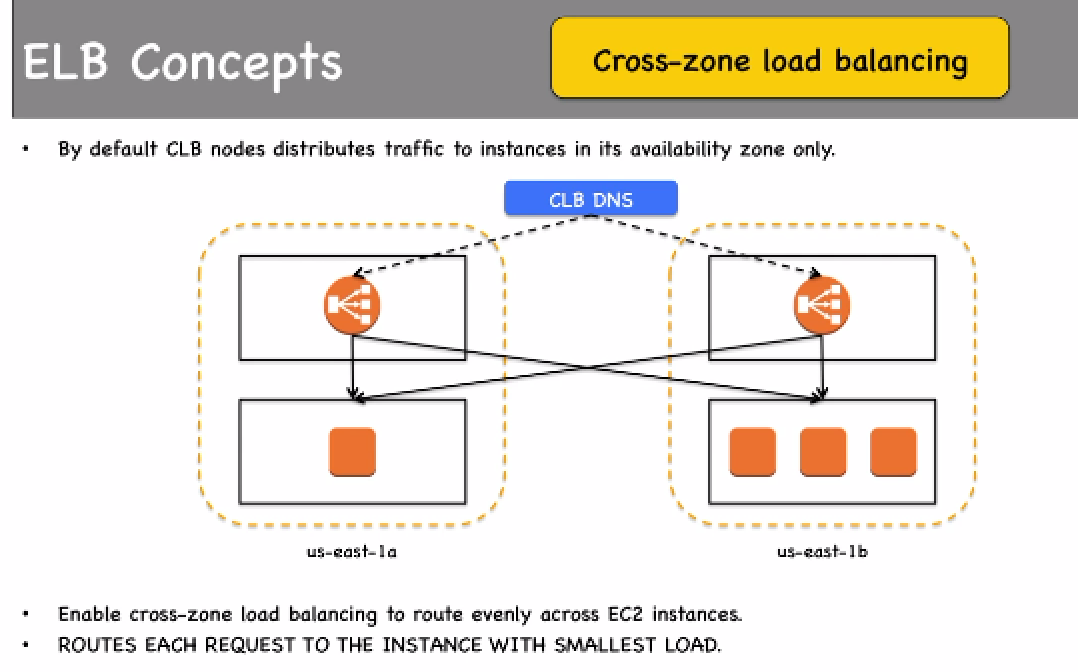 ELB Concepts
Cross-zone load balancing
• By default CLB nodes distributes traffic to instances in its availability zone only.
CLB DNS
us-east-1a
us-east-1b
• Enable cross-zone load balancing to route evenly across EC2 instances.
• ROUTES EACH REQUEST TO THE INSTANCE WITH SMALLEST LOAD.